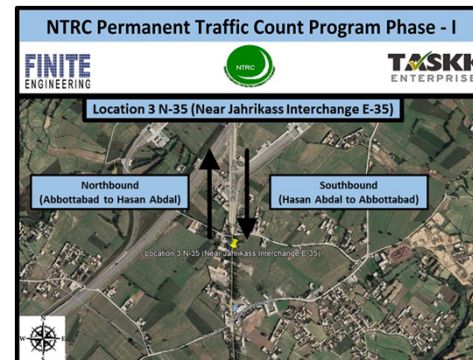 NTRC Permanent Traffic Count Program Phase - I
FINITE
ENGINEERING
NTRC
TASKK
ENTERPRISE
Location 3 N-35 (Near Jahrikass Interchange E-35)
Northbound
(Abbottabad to Hasan Abdal)
Southbound
(Hasan Abdal to Abbottabad)
Location 3 N-35 (Near Jahrikass Interchange E-35)
N
W
E
S